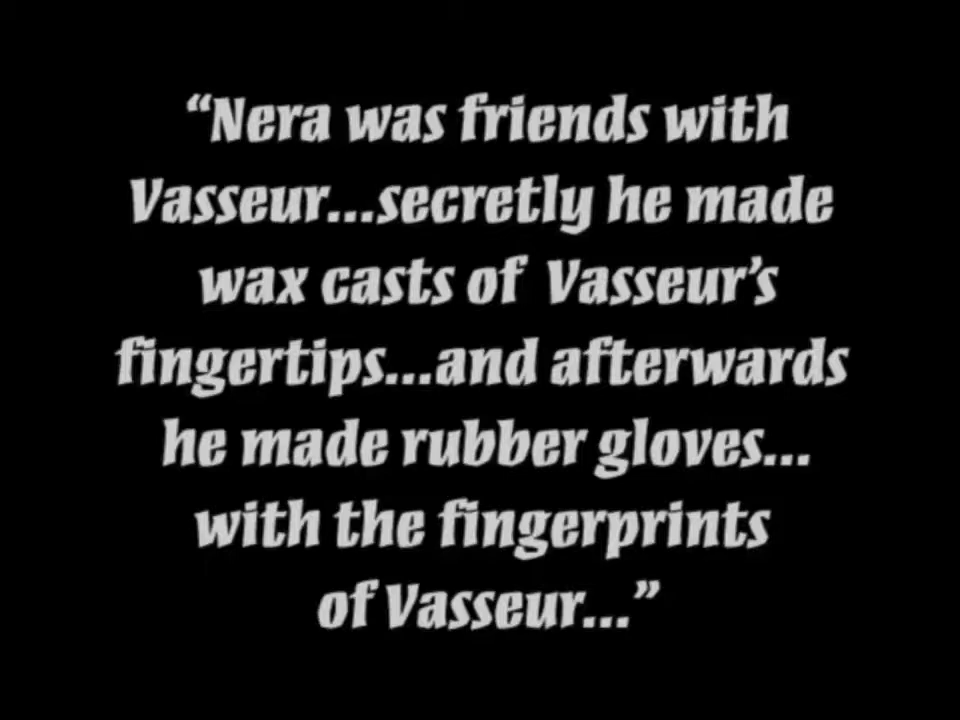 “Nera was friends with
Vasseur...secretly he made
wax casts of Vasseur’s
fingertips...and afterwards
he made rubber gloves...
with the fingerprints
of Vasseur...”